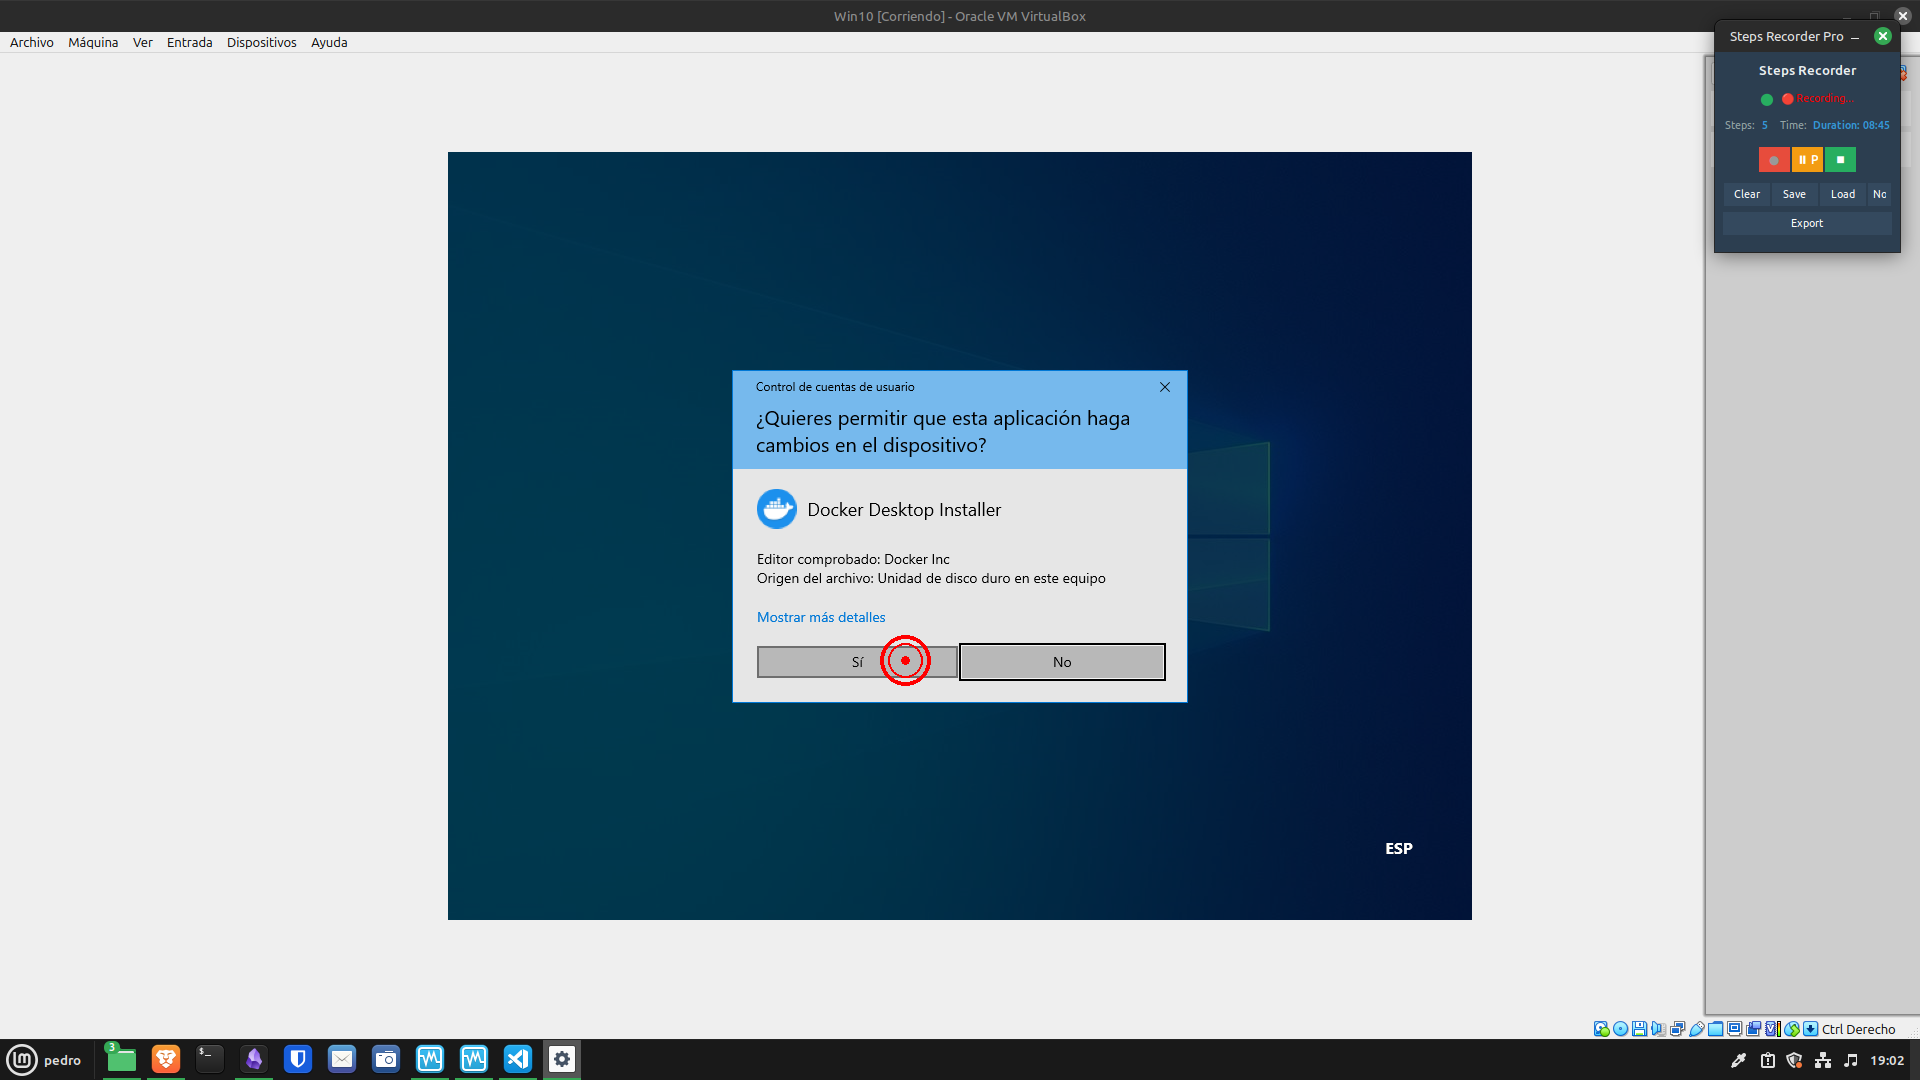 Win10 [Corriendo] - Oracle VM VirtualBox
Archivo Máquina Ver Entrada Dispositivos Ayuda
Steps Recorder Pro
Steps Recorder
Recording...
Steps: 5 Time: Duration: 08:45
P
Clear Save Load No
Export
Control de cuentas de usuario
¿Quieres permitir que esta aplicación haga
cambios en el dispositivo?
Docker Desktop Installer
Editor comprobado: Docker Inc
Origen del archivo: Unidad de disco duro en este equipo
Mostrar más detalles
Sí No
ESP
Ctrl Derecho
pedro 3 19:02